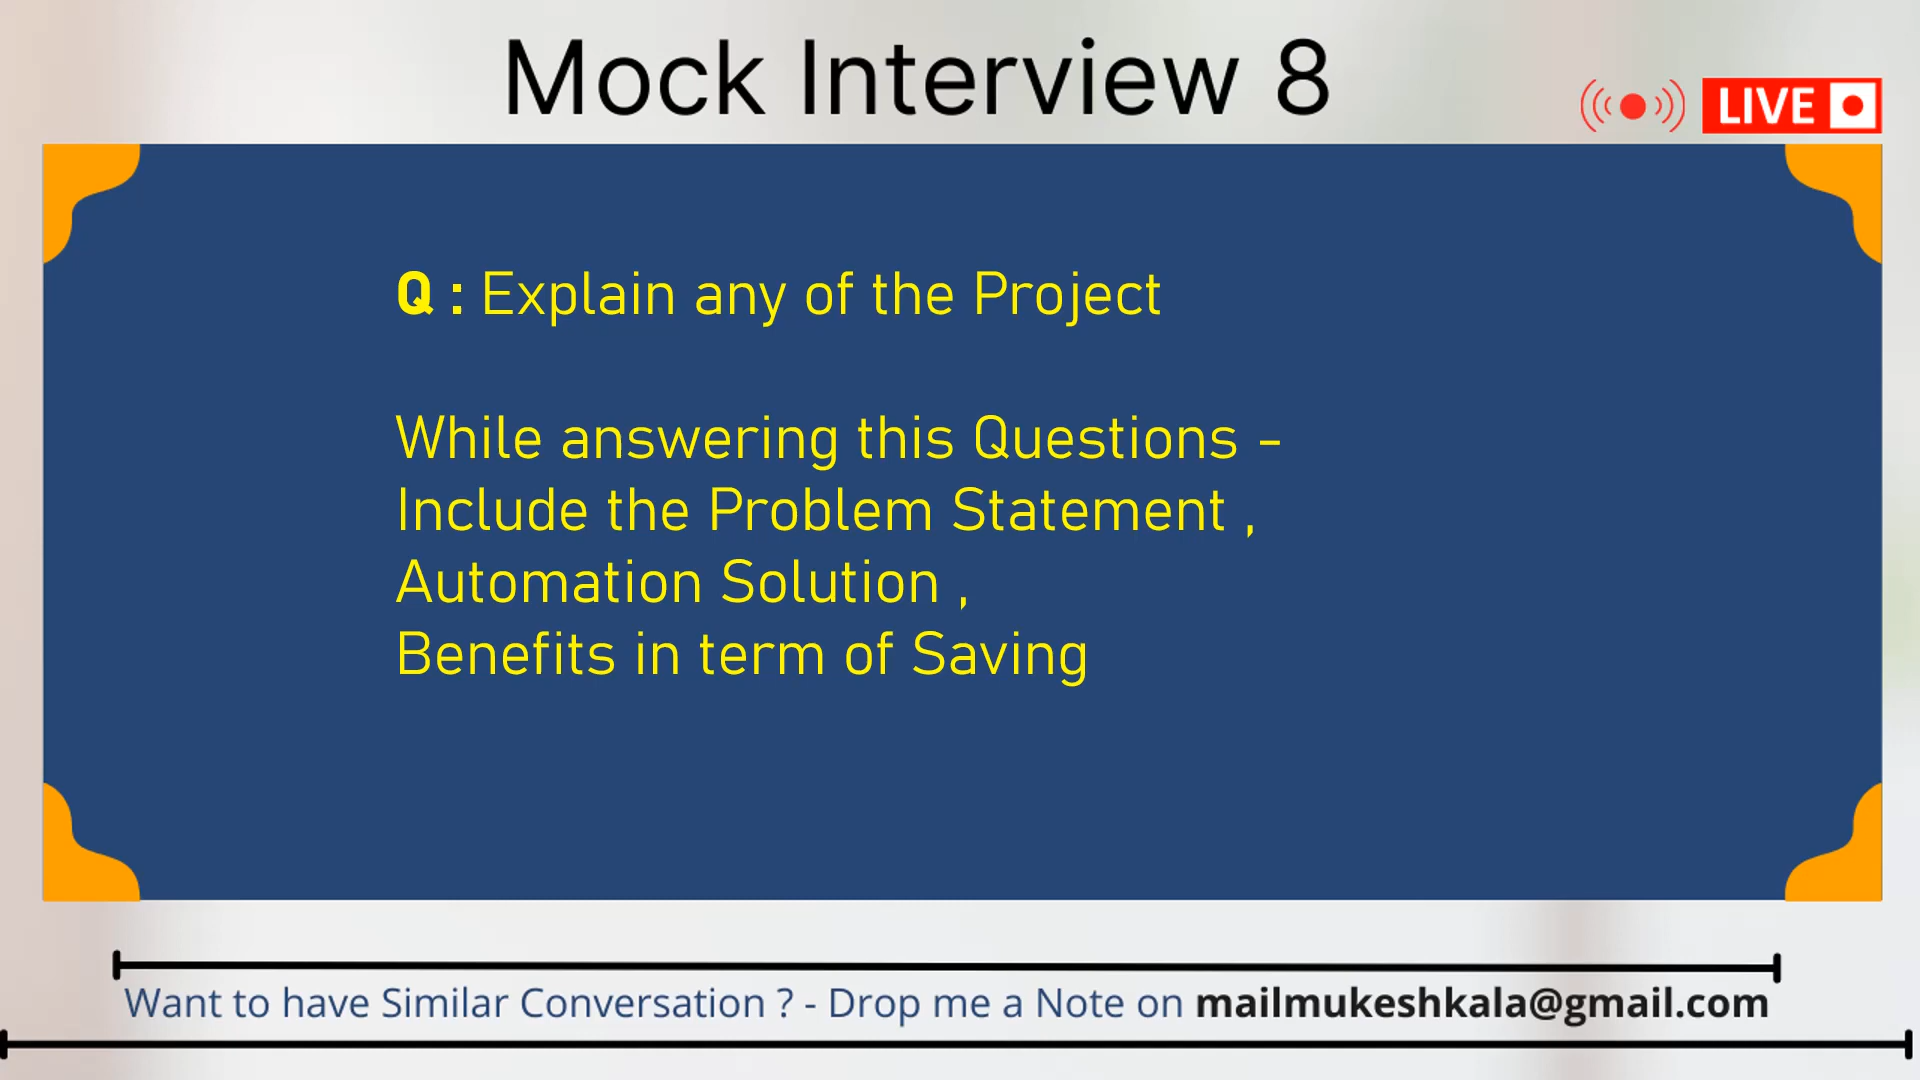 Mock Interview 8
LIVE
Q : Explain any of the Project
While answering this Questions -
Include the Problem Statement ,
Automation Solution ,
Benefits in term of Saving
Want to have Similar Conversation ? - Drop me a Note on mailmukeshkala@gmail.com